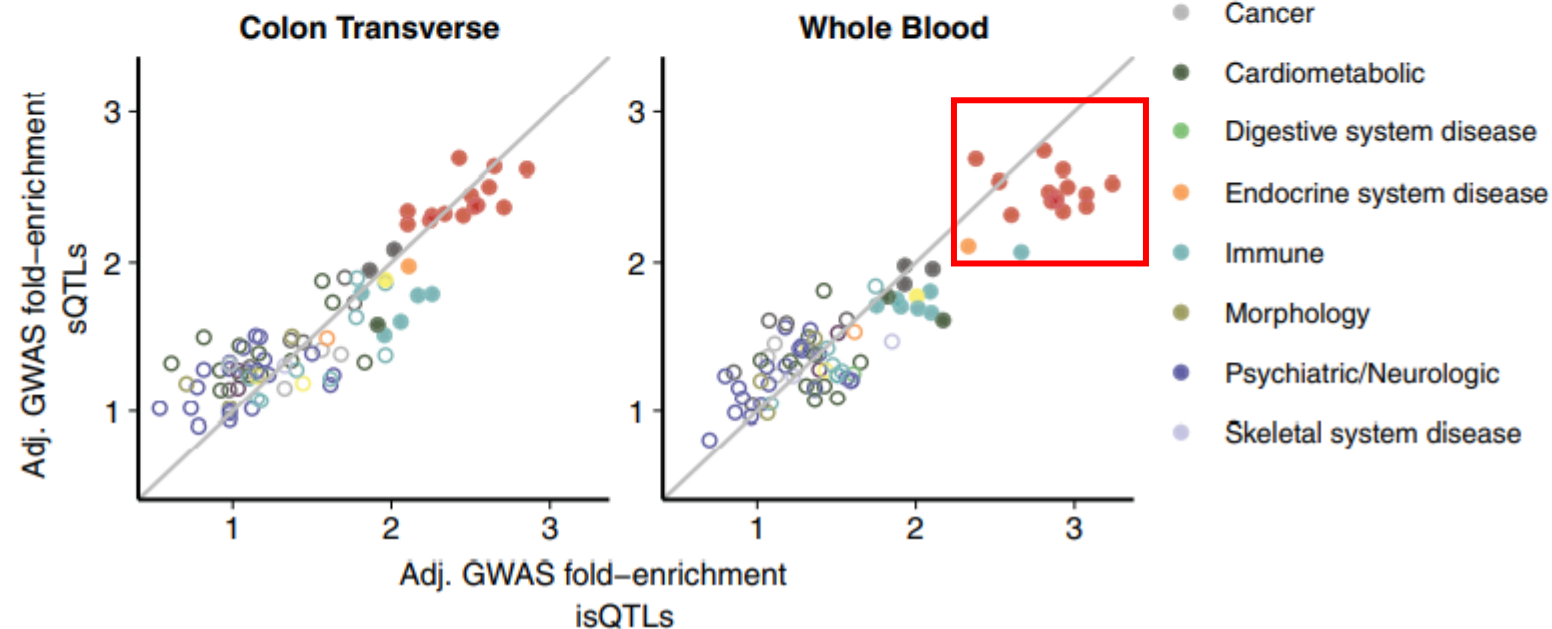 Colon Transverse
Whole Blood
Adj. GWAS fold−enrichment
sQTLs
3
2
1
1
2
3
3
2
1
1
2
3
Adj. GWAS fold−enrichment
isQTLs
Cancer
Cardiometabolic
Digestive system disease
Endocrine system disease
Immune
Morphology
Psychiatric/Neurologic
Skeletal system disease